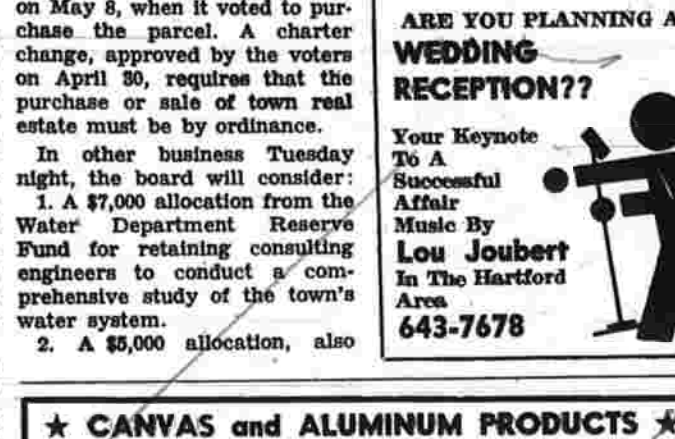 on May 8, when it voted to pur-
chase the parcel. A charter
change, approved by the voters
on April 30, requires that the
purchase or sale of town real
estate must be by ordinance.
In other business Tuesday
night, the board will consider:
1. A $7,000 allocation from the
Water Department Reserve
Fund for retaining consulting
engineers to conduct a com-
prehensive study of the town's
water system.
2. A $5,000 allocation, also
ARE YOU PLANNING A
WEDDING
RECEPTION??
Your Keynote
To A
Successful
Affair
Music By
Lou Joubert
In The Hartford
Area
643-7678
★ CANVAS and ALUMINUM PRODUCTS ★